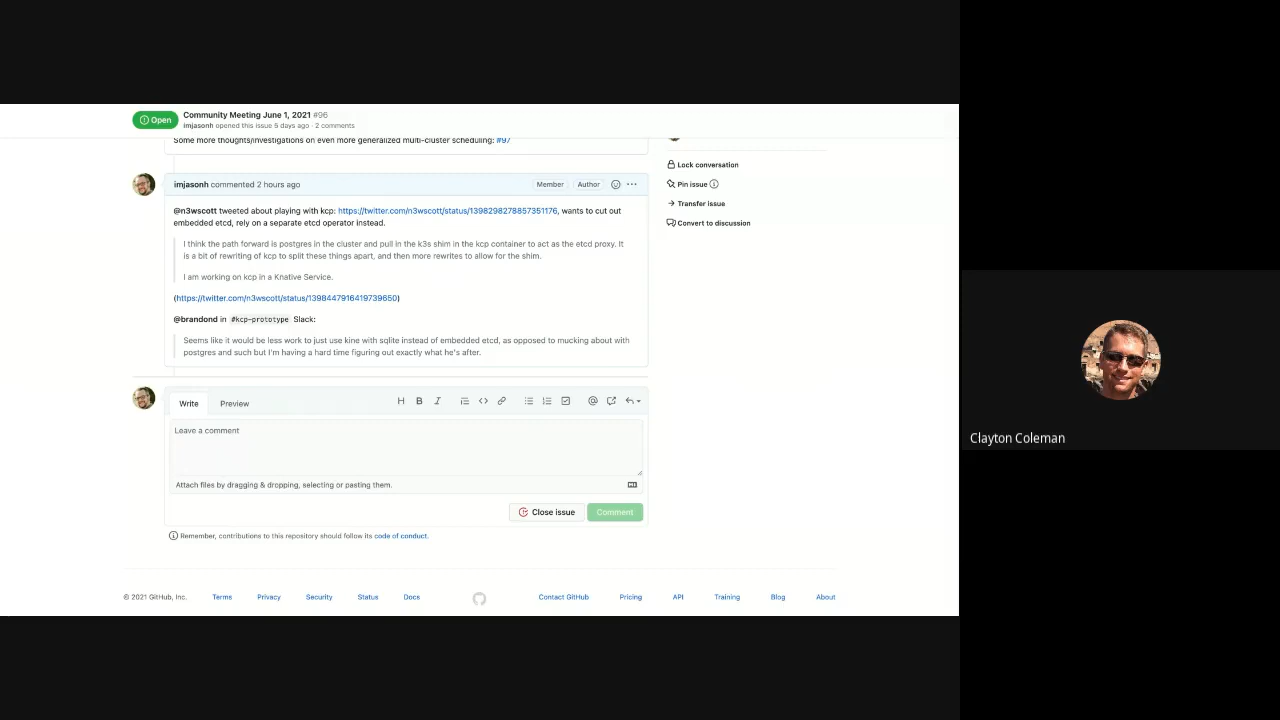 Open
Community Meeting June 1, 2021 #96
imjasonh opened this issue 6 days ago · 2 comments
Some more thoughts/investigations on even more generalized multi-cluster scheduling: #97
Lock conversation
imjasonh commented 2 hours ago
Member
Author
Pin issue
Transfer issue
@n3wscott tweeted about playing with kcp: https://twitter.com/n3wscott/status/1398298278857351176, wants to cut out
embedded etcd, rely on a separate etcd operator instead.
Convert to discussion
I think the path forward is postgres in the cluster and pull in the k3s shim in the kcp container to act as the etcd proxy. It
is a bit of rewriting of kcp to split these things apart, and then more rewrites to allow for the shim.
I am working on kcp in a Knative Service.
(https://twitter.com/n3wscott/status/1398447916419739650)
@brandond in #kcp-prototype Slack:
Seems like it would be less work to just use kine with sqlite instead of embedded etcd, as opposed to mucking about with
postgres and such but I'm having a hard time figuring out exactly what he's after.
Write
Preview
Leave a comment
Attach files by dragging & dropping, selecting or pasting them.
Close issue
Comment
Remember, contributions to this repository should follow its code of conduct.
© 2021 GitHub, Inc.
Terms
Privacy
Security
Status
Docs
Contact GitHub
Pricing
API
Training
Blog
About
Clayton Coleman